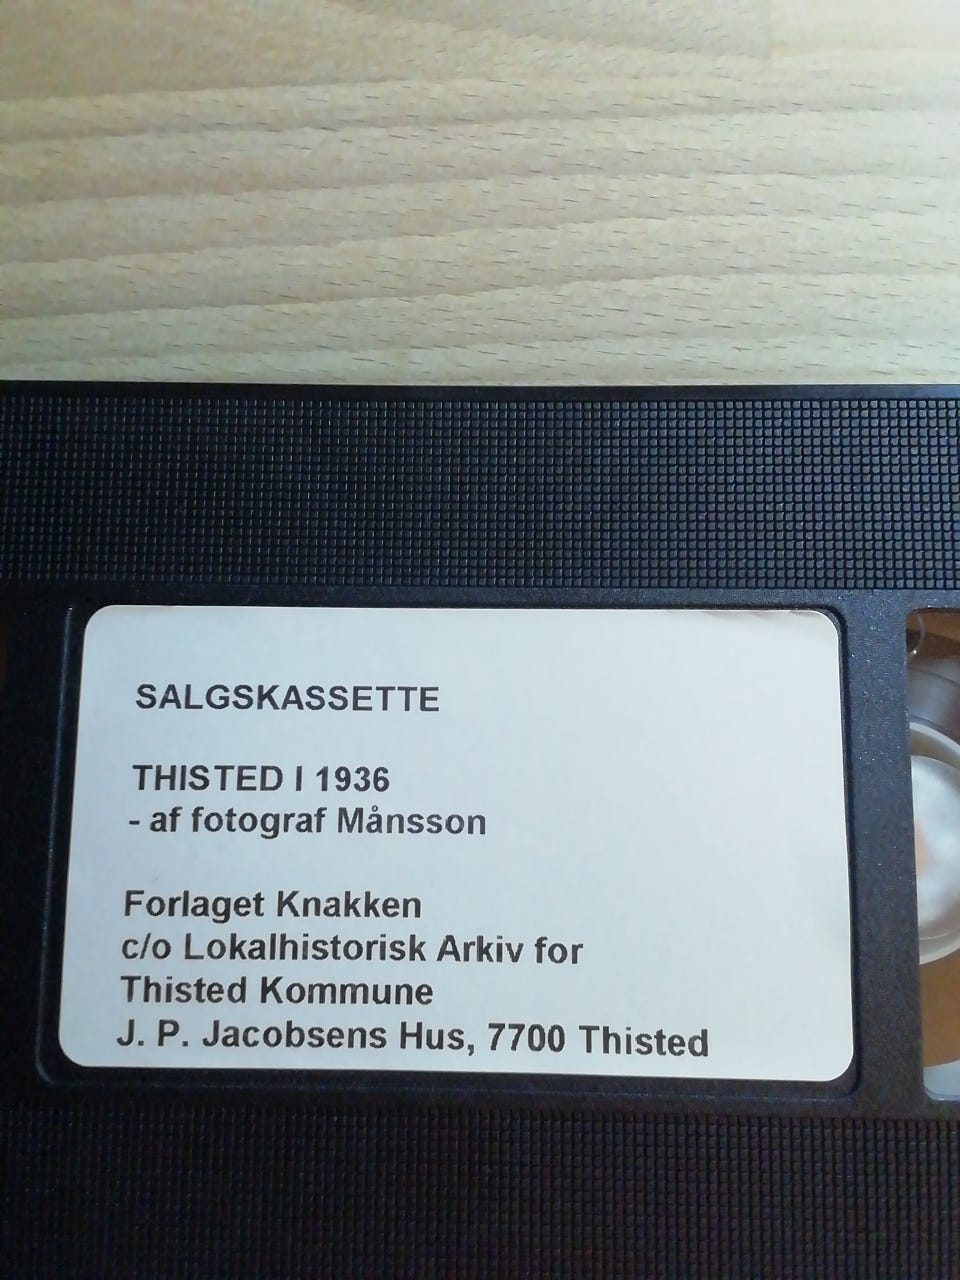 SALGSKASSETTE
THISTED I 1936
- af fotograf Månsson
Forlaget Knakken
c/o Lokalhistorisk Arkiv for
Thisted Kommune
J. P. Jacobsens Hus, 7700 Thisted